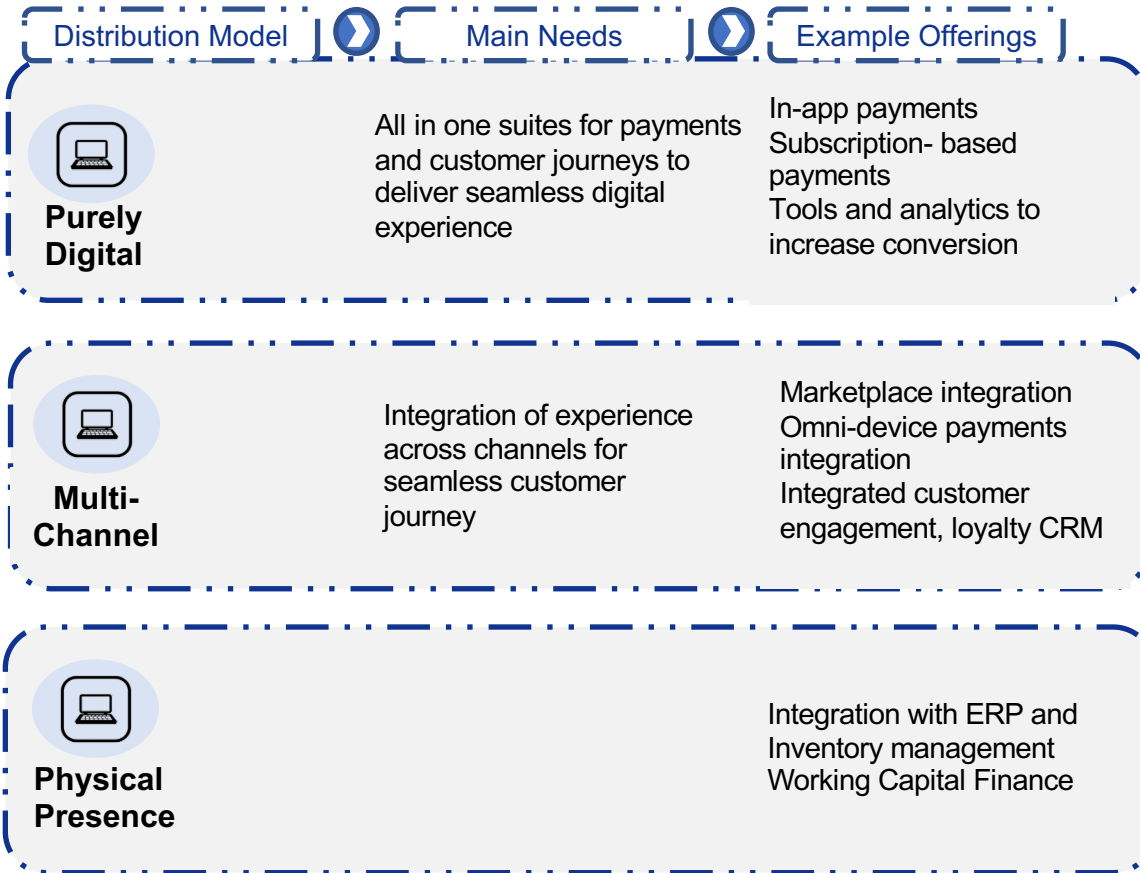 Distribution Model
Main Needs
Example Offerings
Purely
Digital
All in one suites for payments
and customer journeys to
deliver seamless digital
experience
In-app payments
Subscription- based
payments
Tools and analytics to
increase conversion
Multi-
Channel
Integration of experience
across channels for
seamless customer
journey
Marketplace integration
Omni-device payments
integration
Integrated customer
engagement, loyalty CRM
Physical
Presence
Integration with ERP and
Inventory management
Working Capital Finance